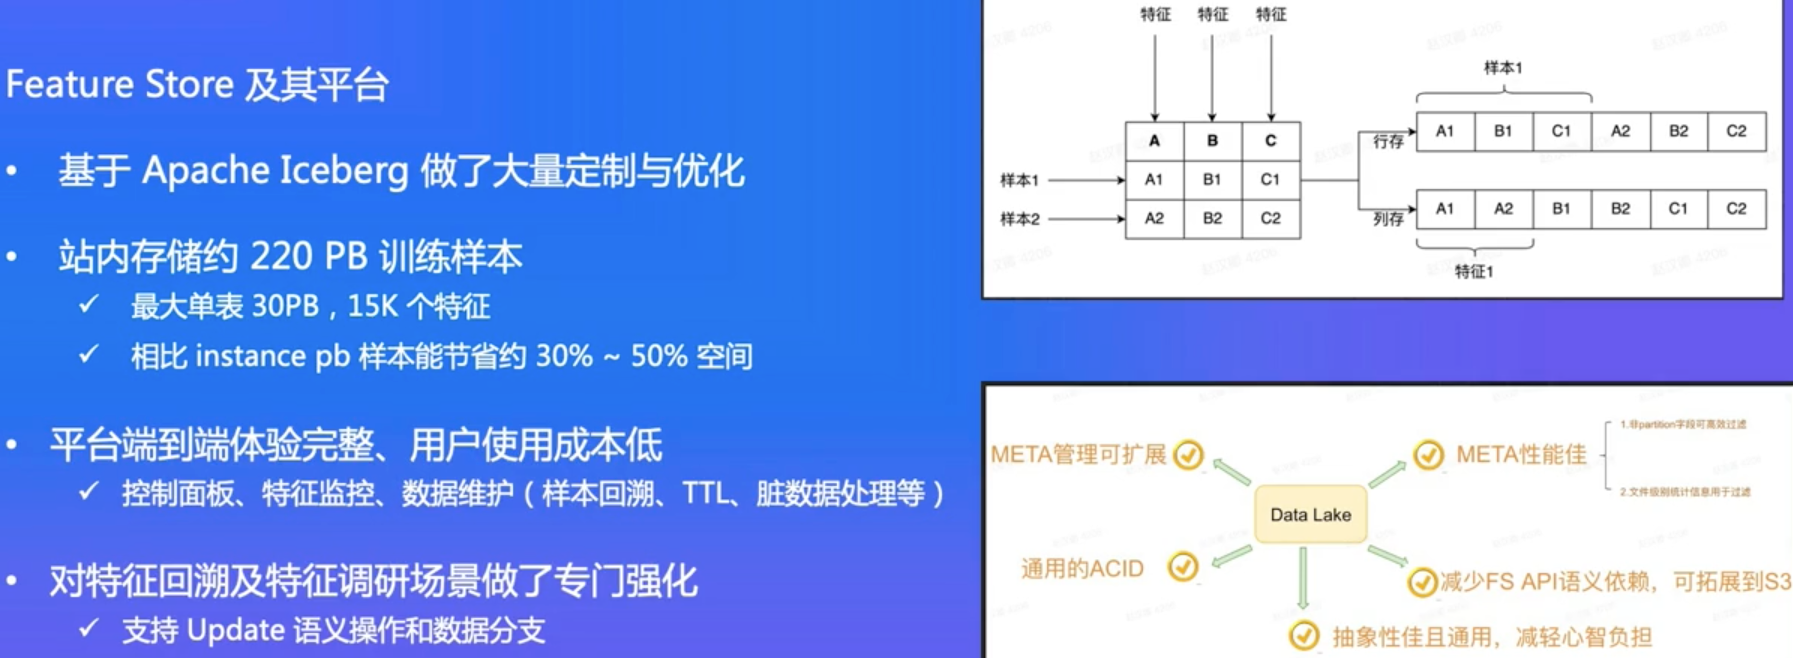 Feature Store 及其平台
• 基于 Apache Iceberg 做了大量定制与优化
• 站内存储约 220 PB 训练样本
✓ 最大单表 30PB，15K 个特征
✓ 相比 instance pb 样本能节省约 30% ~ 50% 空间
• 平台端到端体验完整、用户使用成本低
✓ 控制面板、特征监控、数据维护（样本回溯、TTL、脏数据处理等）
• 对特征回溯及特征调研场景做了专门强化
✓ 支持 Update 语义操作和数据分支
特征 特征 特征
A B C
样本1 A1 B1 C1
样本2 A2 B2 C2
样本1
行存 A1 B1 C1 A2 B2 C2
列存 A1 A2 B1 B2 C1 C2
特征1
META管理可扩展
META性能佳
1.非partition字段可高效过滤
2.文件级别统计信息用于过滤
Data Lake
通用的ACID
减少FS API语义依赖，可拓展到S3
抽象性佳且通用，减轻心智负担